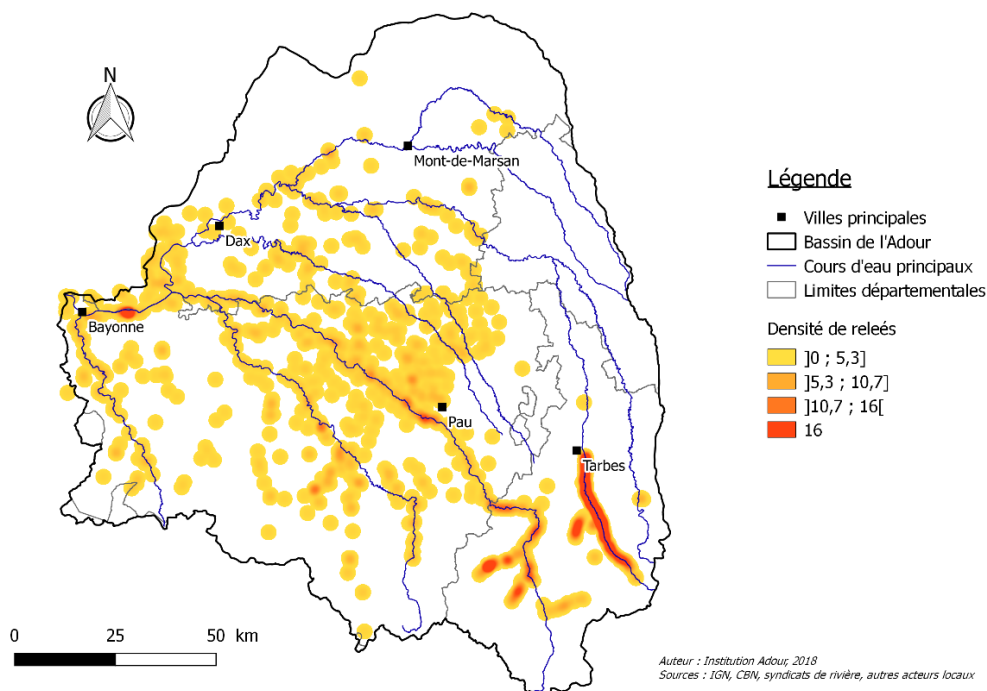 N
Mont-de-Marsan
Dax
Bayonne
Pau
Tarbes
0 25 50 km
Légende
Villes principales
Bassin de l'Adour
Cours d'eau principaux
Limites départementales
Densité de releés
]0 ; 5,3]
]5,3 ; 10,7]
]10,7 ; 16[
16
Auteur : Institution Adour, 2018
Sources : IGN, CBN, syndicats de rivière, autres acteurs locaux